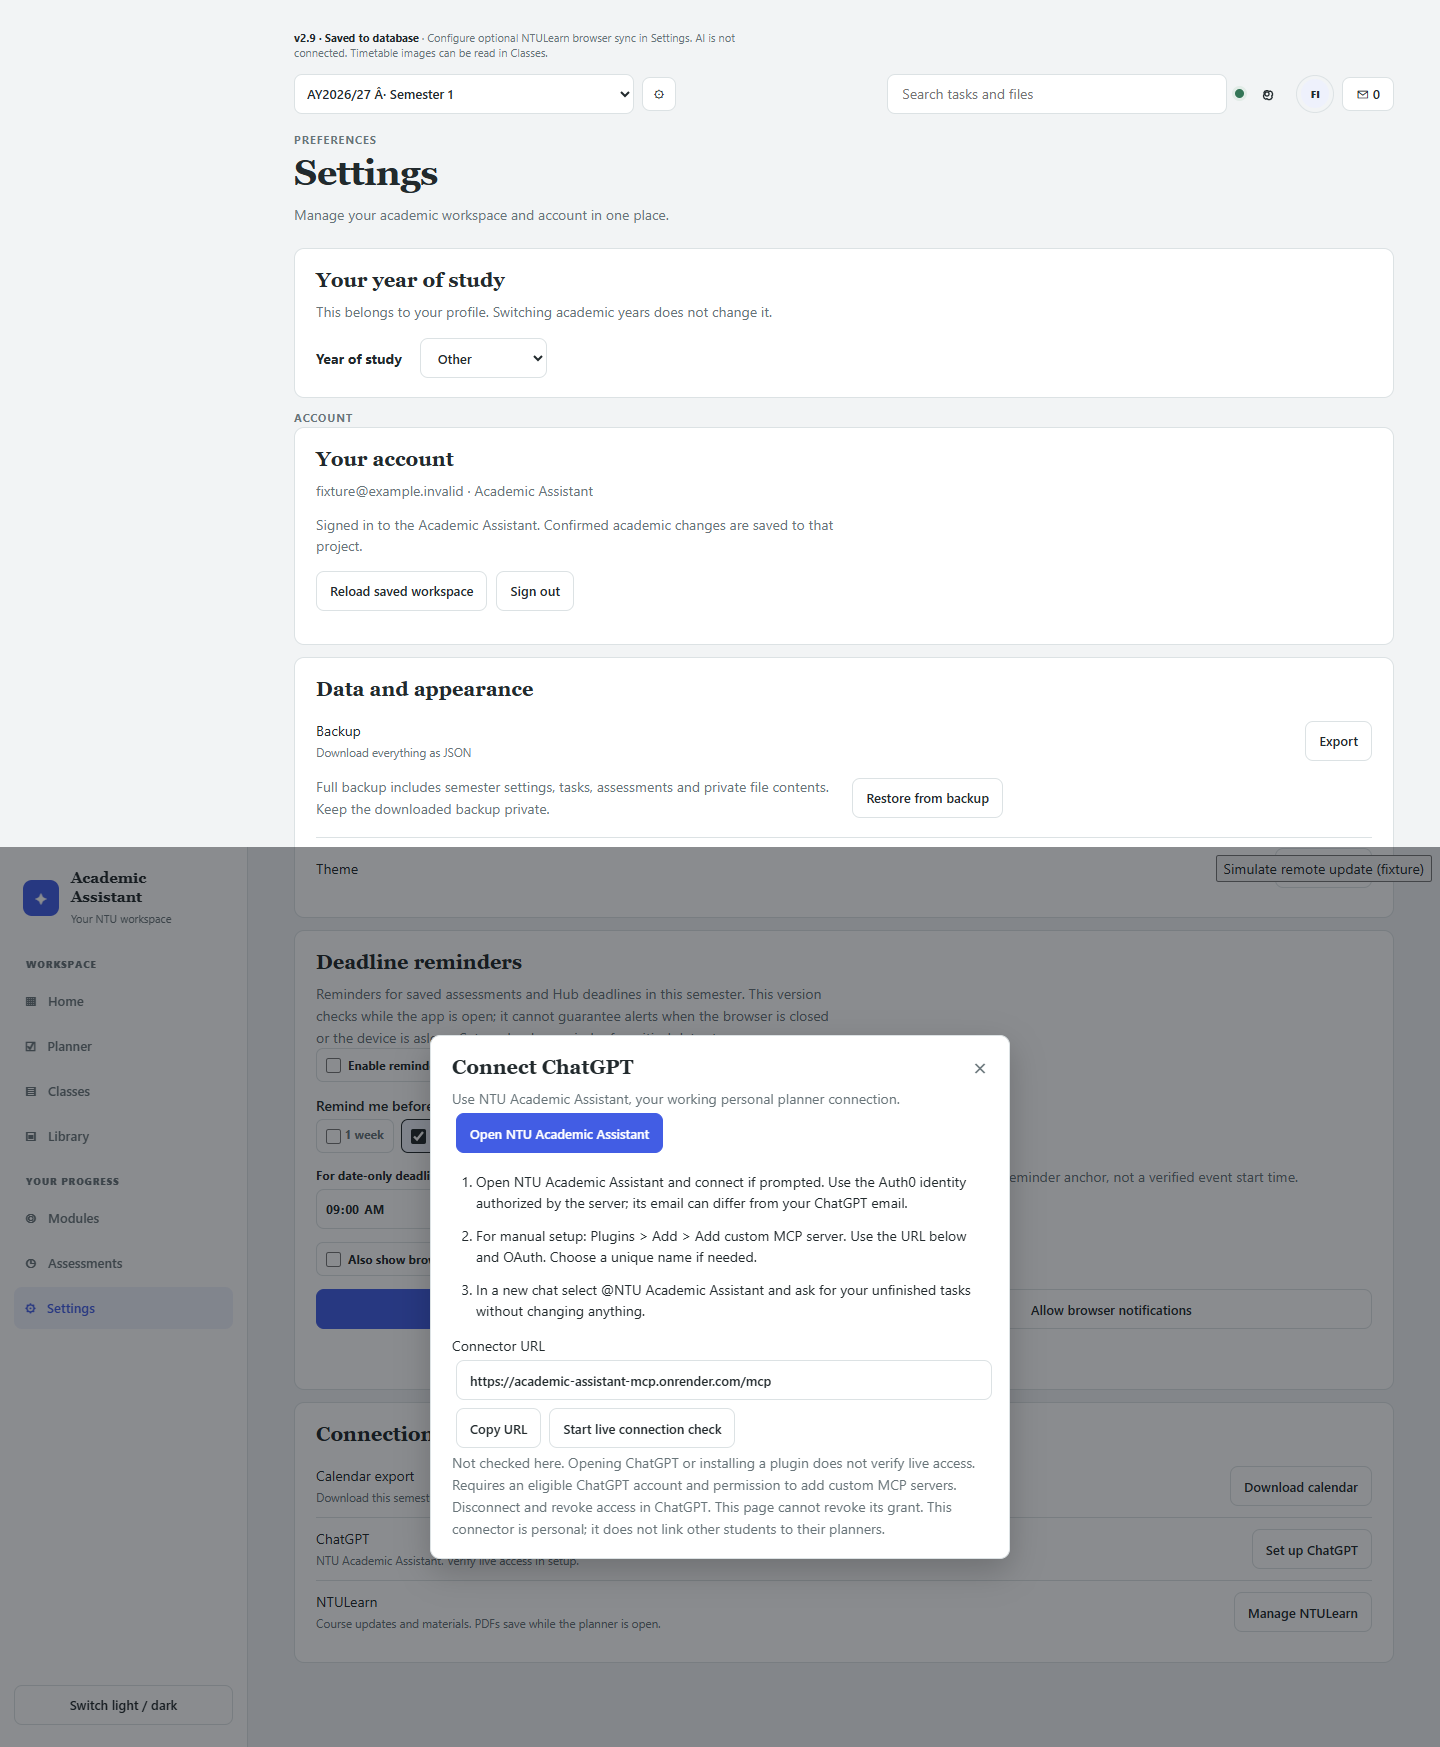 v2.9 · Saved to database · Configure optional NTULearn browser sync in Settings. AI is not
connected. Timetable images can be read in Classes.
AY2026/27 Â· Semester 1
Search tasks and files
FI
0
PREFERENCES
Settings
Manage your academic workspace and account in one place.
Your year of study
This belongs to your profile. Switching academic years does not change it.
Year of study
Other
ACCOUNT
Your account
fixture@example.invalid · Academic Assistant
Signed in to the Academic Assistant. Confirmed academic changes are saved to that
project.
Reload saved workspace
Sign out
Data and appearance
Backup
Download everything as JSON
Export
Full backup includes semester settings, tasks, assessments and private file contents.
Keep the downloaded backup private.
Restore from backup
Theme
Simulate remote update (fixture)
Academic
Assistant
Your NTU workspace
WORKSPACE
Home
Planner
Classes
Library
YOUR PROGRESS
Modules
Assessments
Settings
Switch light / dark
Deadline reminders
Reminders for saved assessments and Hub deadlines in this semester. This version
checks while the app is open; it cannot guarantee alerts when the browser is closed
or the device is
Enable
Remind me before
1 week
For date-only
eminder anchor, not a verified event start time.
09:00 AM
Also show
Allow browser notifications
Connection
Calendar export
Download this
Download calendar
ChatGPT
NTU Academic Assistant. Verify live access in setup.
Set up ChatGPT
NTULearn
Course updates and materials. PDFs save while the planner is open.
Manage NTULearn
Connect ChatGPT
Use NTU Academic Assistant, your working personal planner connection.
Open NTU Academic Assistant
1. Open NTU Academic Assistant and connect if prompted. Use the Auth0 identity
authorized by the server; its email can differ from your ChatGPT email.
2. For manual setup: Plugins > Add > Add custom MCP server. Use the URL below
and OAuth. Choose a unique name if needed.
3. In a new chat select @NTU Academic Assistant and ask for your unfinished tasks
without changing anything.
Connector URL
https://academic-assistant-mcp.onrender.com/mcp
Copy URL
Start live connection check
Not checked here. Opening ChatGPT or installing a plugin does not verify live access.
Requires an eligible ChatGPT account and permission to add custom MCP servers.
Disconnect and revoke access in ChatGPT. This page cannot revoke its grant. This
connector is personal; it does not link other students to their planners.